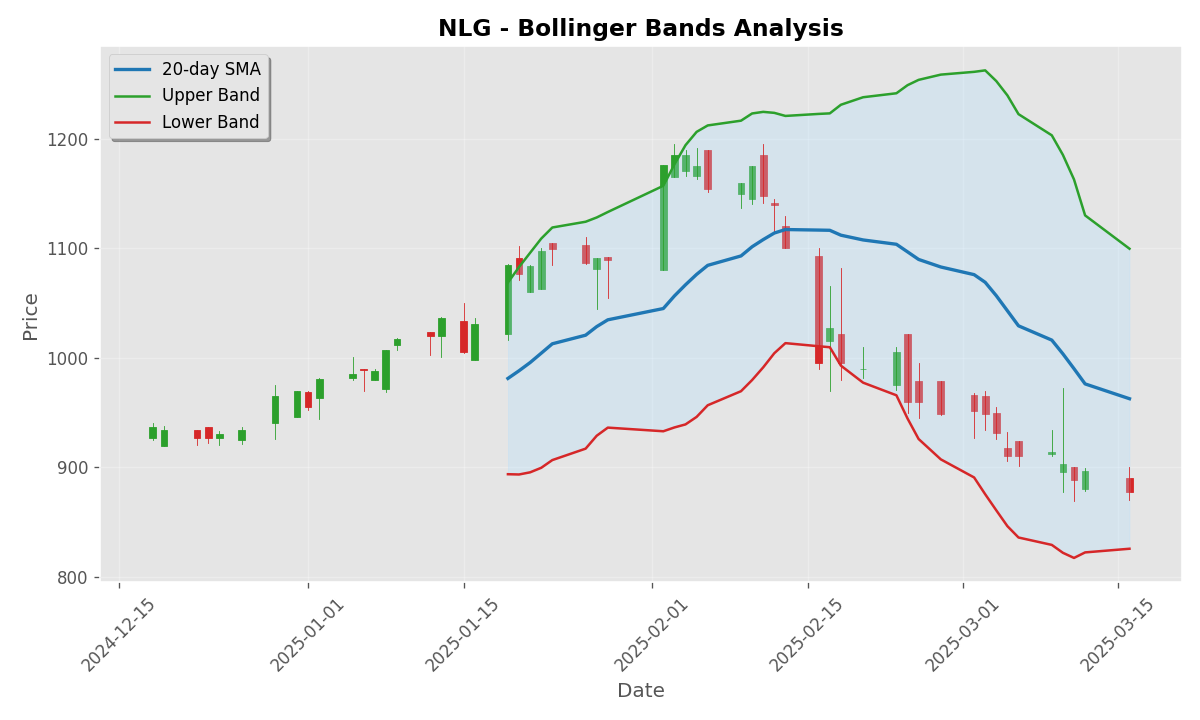 NLG - Bollinger Bands Analysis
20-day SMA
Upper Band
Lower Band
Price
1200
1100
1000
900
800
2024-12-15
2025-01-01
2025-01-15
2025-02-01
2025-02-15
2025-03-01
2025-03-15
Date